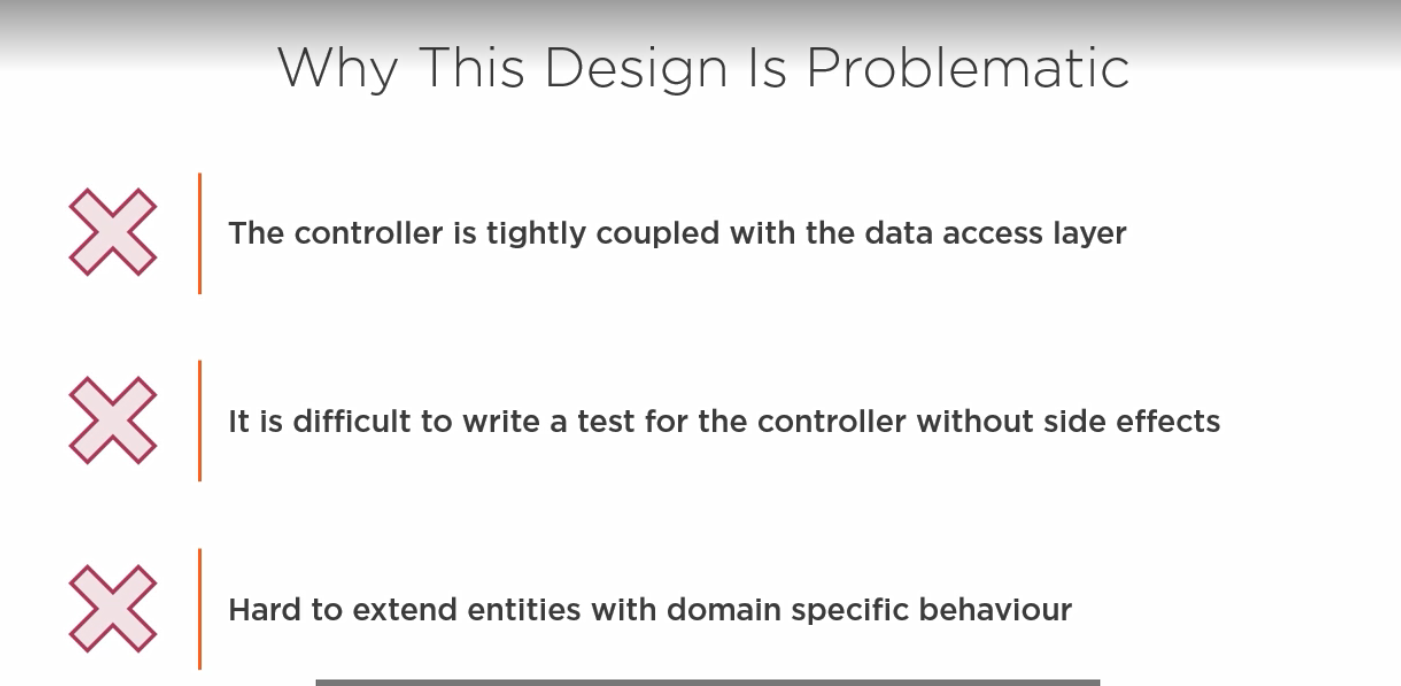 Why This Design Is Problematic
The controller is tightly coupled with the data access layer
It is difficult to write a test for the controller without side effects
Hard to extend entities with domain specific behaviour